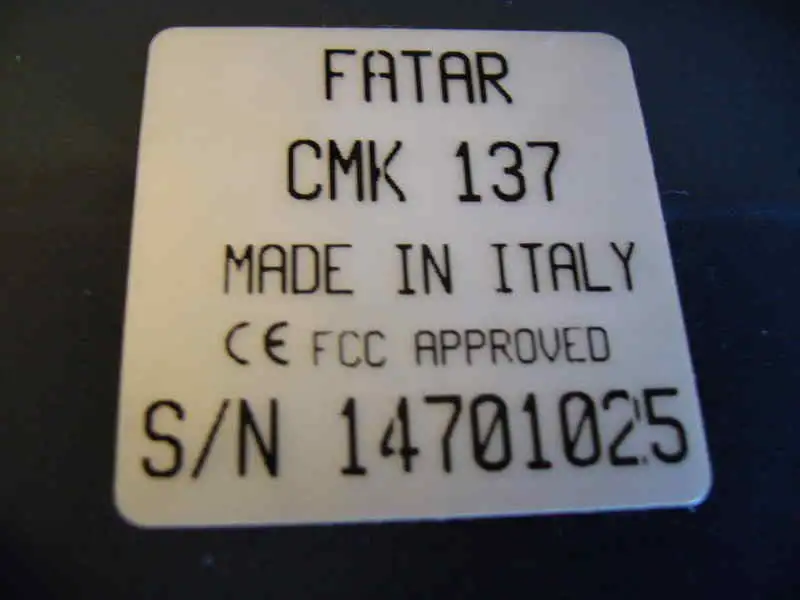 FATAR
CMK 137
MADE IN ITALY
CE FCC APPROVED
S/N 14701025